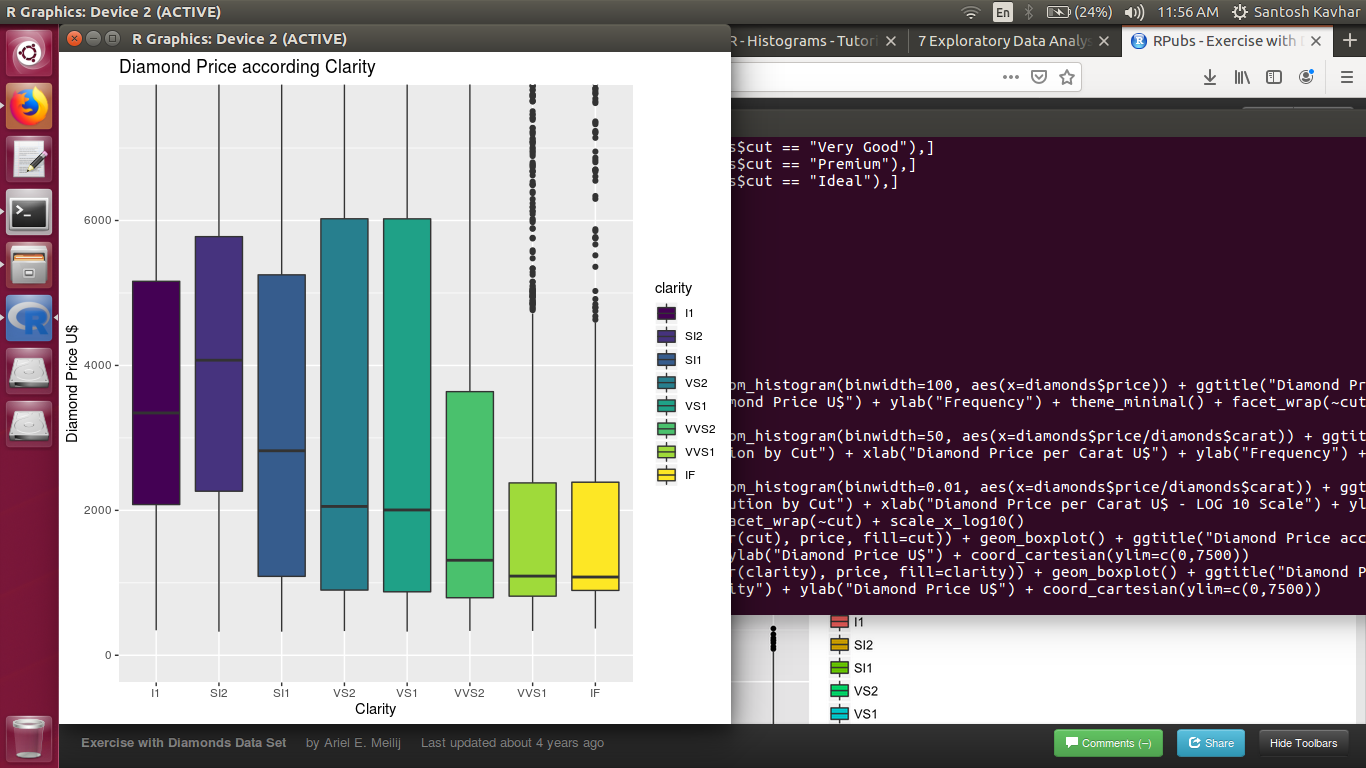 R Graphics: Device 2 (ACTIVE)
En
(24%)
11:56 AM
Santosh Kavhar
R Graphics: Device 2 (ACTIVE)
R - Histograms - Tutori
7 Exploratory Data Analy
RPubs - Exercise with
Diamond Price according Clarity
6000
4000
2000
0
Diamond Price U$
I1
SI2
SI1
VS2
VS1
VVS2
VVS1
IF
Clarity
clarity
I1
SI2
SI1
VS2
VS1
VVS2
VVS1
IF
s$cut == "Very Good"),]
s$cut == "Premium"),]
s$cut == "Ideal"),]
om_histogram(binwidth=100, aes(x=diamonds$price)) + ggtitle("Diamond Pr
mond Price U$") + ylab("Frequency") + theme_minimal() + facet_wrap(~cut
om_histogram(binwidth=50, aes(x=diamonds$price/diamonds$carat)) + ggtit
ion by Cut") + xlab("Diamond Price per Carat U$") + ylab("Frequency") +
om_histogram(binwidth=0.01, aes(x=diamonds$price/diamonds$carat)) + ggt
ution by Cut") + xlab("Diamond Price per Carat U$ - LOG 10 Scale") + yl
acet_wrap(~cut) + scale_x_log10()
r(cut), price, fill=cut)) + geom_boxplot() + ggtitle("Diamond Price acc
ylab("Diamond Price U$") + coord_cartesian(ylim=c(0,7500))
r(clarity), price, fill=clarity)) + geom_boxplot() + ggtitle("Diamond P
ity") + ylab("Diamond Price U$") + coord_cartesian(ylim=c(0,7500))
I1
SI2
SI1
VS2
VS1
Exercise with Diamonds Data Set
by Ariel E. Meilij
Last updated about 4 years ago
Comments (–)
Share
Hide Toolbars